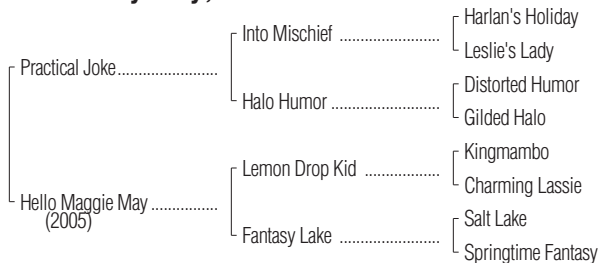 Harlan's Holiday
Into Mischief ....................
Leslie's Lady
Practical Joke....................
Distorted Humor
Halo Humor ......................
Gilded Halo
Kingmambo
Lemon Drop Kid ...............
Charming Lassie
Hello Maggie May ................
(2005)
Salt Lake
Fantasy Lake ....................
Springtime Fantasy